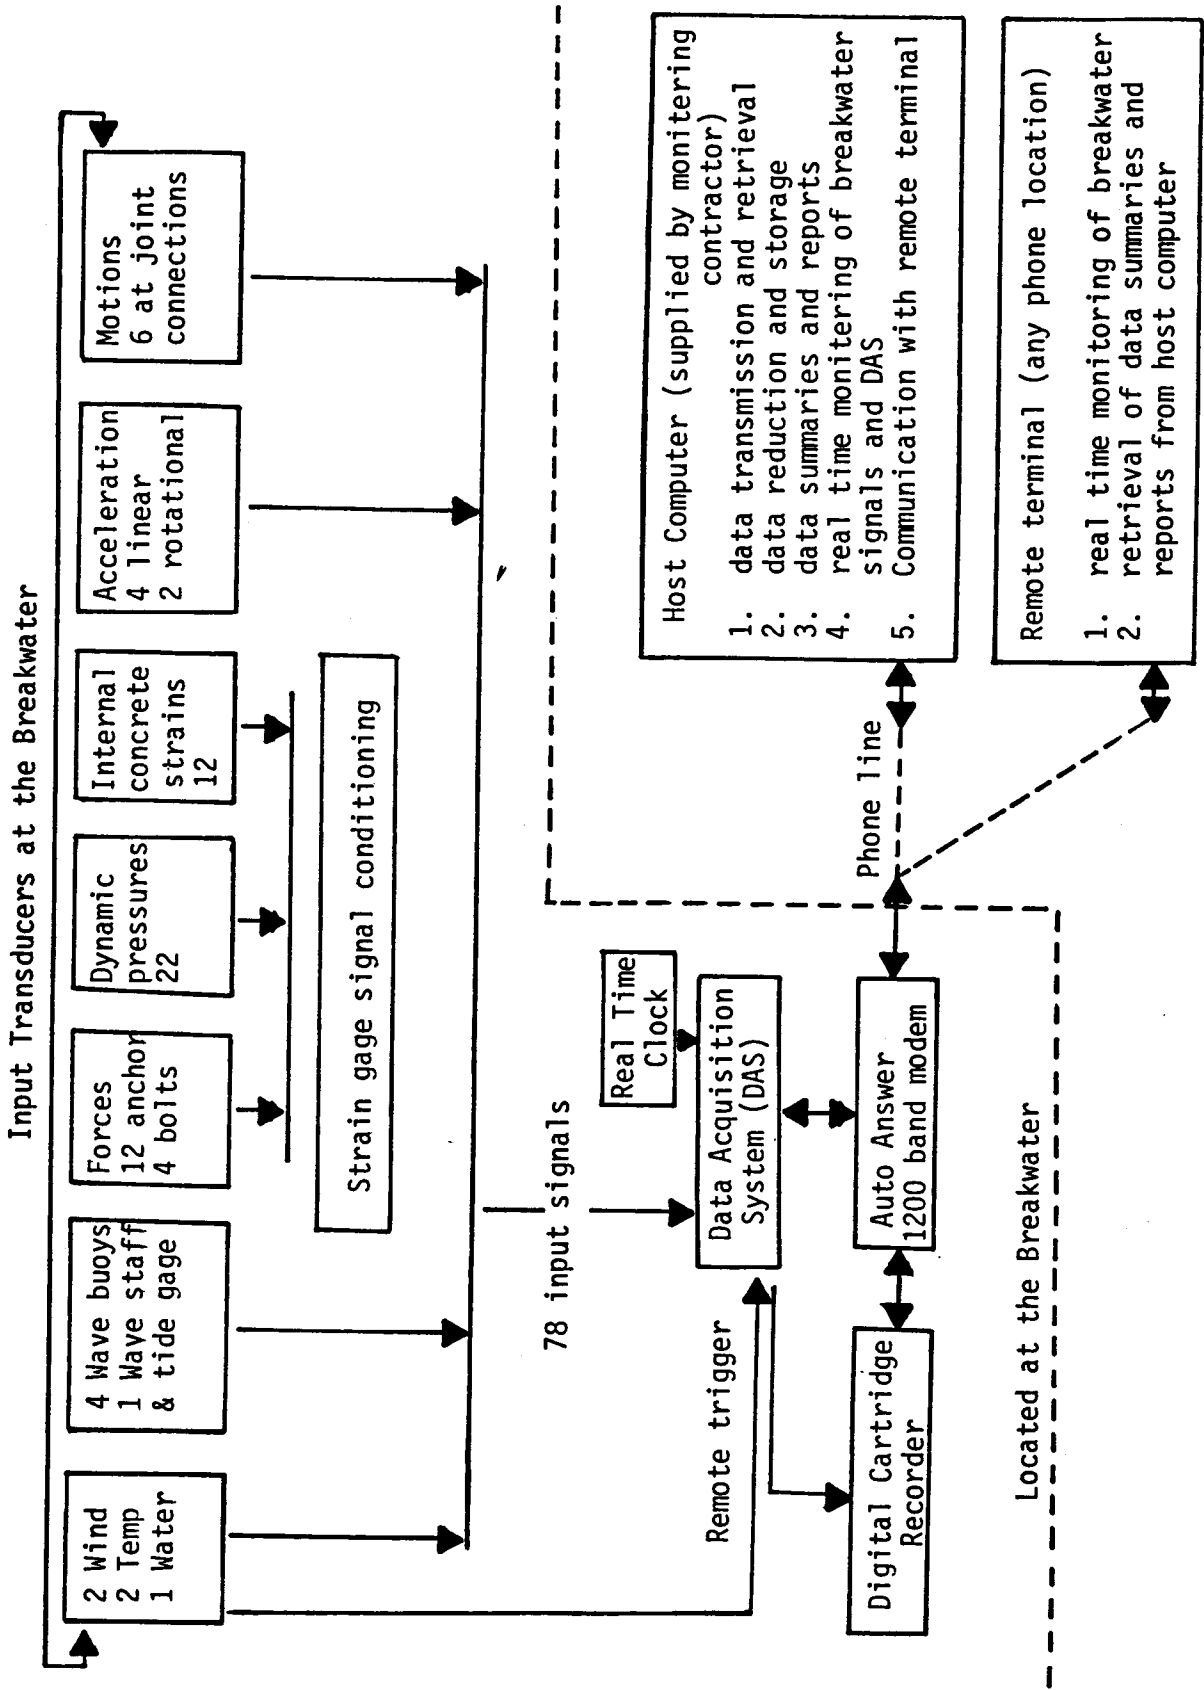 Input Transducers at the Breakwater
2 Wind
2 Temp
1 Water
4 Wave buoys
1 Wave staff
& tide gage
Forces
12 anchor
4 bolts
Dynamic
pressures
22
Internal
concrete
strains
12
Acceleration
4 linear
2 rotational
Motions
6 at joint
connections
Strain gage signal conditioning
78 input signals
Remote trigger
Real Time
Clock
Data Acquisition
System (DAS)
Digital Cartridge
Recorder
Auto Answer
1200 band modem
Phone line
Located at the Breakwater
Host Computer (supplied by monitering
contractor)
1. data transmission and retrieval
2. data reduction and storage
3. data summaries and reports
4. real time monitering of breakwater
signals and DAS
5. Communication with remote terminal
Remote terminal (any phone location)
1. real time monitoring of breakwater
2. retrieval of data summaries and
reports from host computer